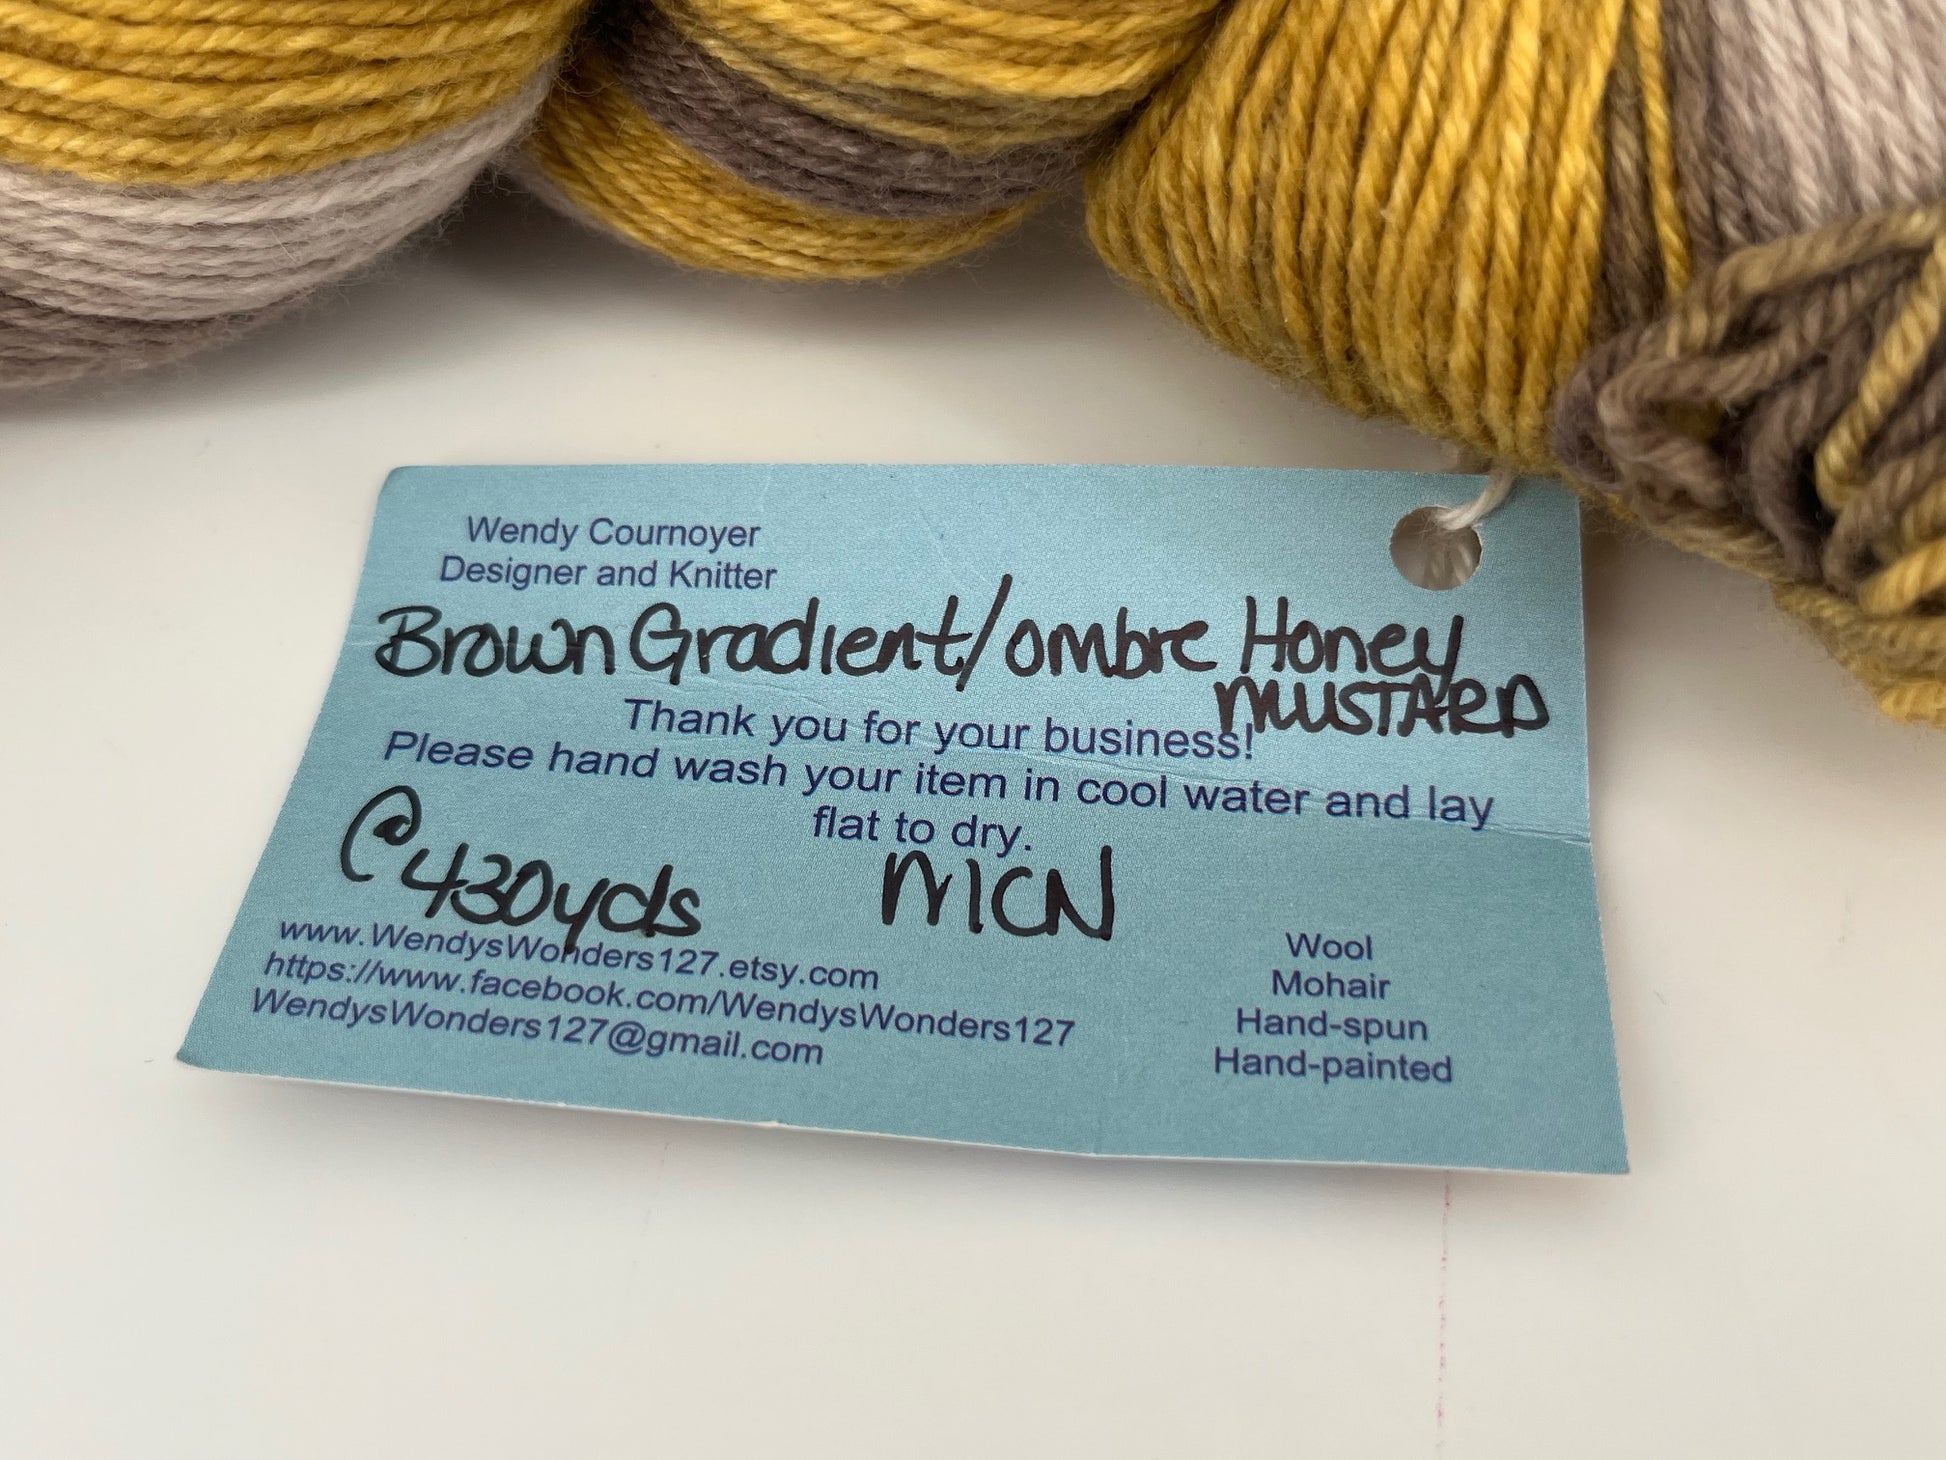 Wendy Cournoyer
Designer and Knitter
Brown Gradient/ombre Honey
MUSTARD
Thank you for your business!
Please hand wash your item in cool water and lay
flat to dry.
@430yds MCN
www.WendysWonders127.etsy.com
https://www.facebook.com/WendysWonders127
WendysWonders127@gmail.com
Wool
Mohair
Hand-spun
Hand-painted